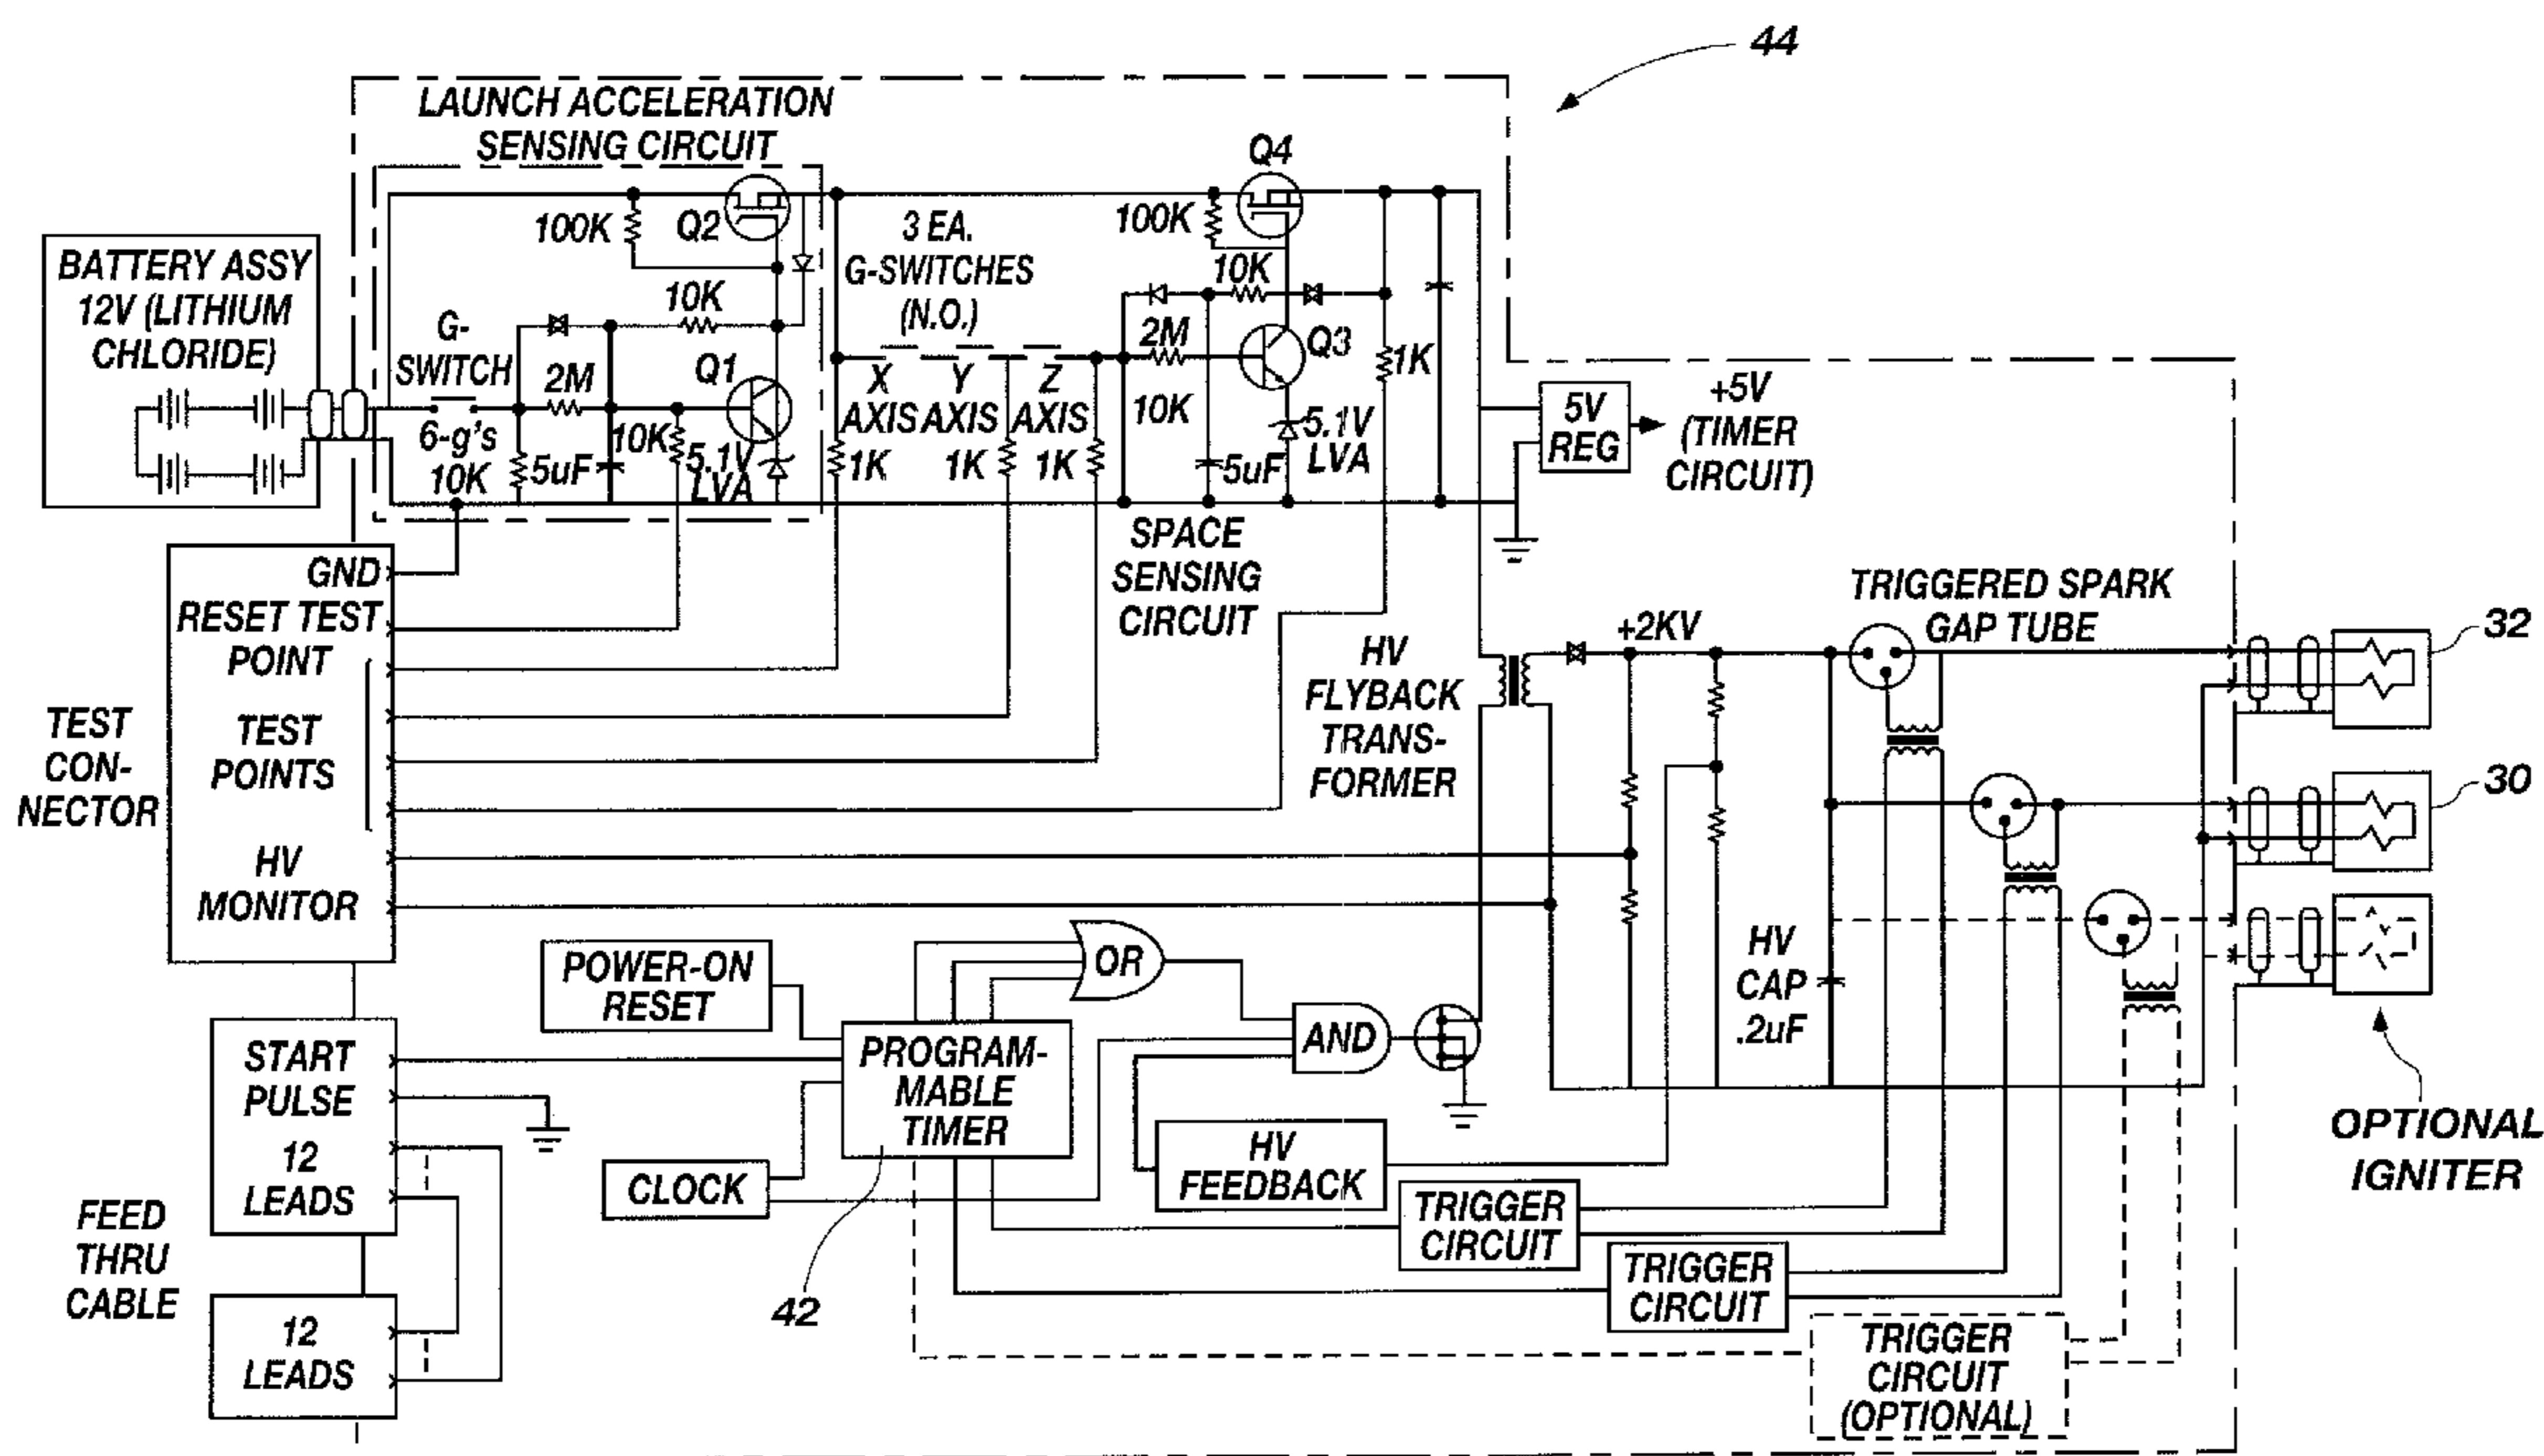 44
LAUNCH ACCELERATION
SENSING CIRCUIT
Q4
100K
Q2
3 EA.
G-SWITCHES
(N.O.)
100K
10K
BATTERY ASSY
12V (LITHIUM
CHLORIDE)
G-
SWITCH
6-g's
10K
10K
2M
Q1
5uF
10K
5.1V
LVA
X
AXIS
1K
Y
AXIS
1K
Z
AXIS
1K
2M
10K
Q3
1K
5uF
5.1V
LVA
5V
REG
+5V
(TIMER
CIRCUIT)
SPACE
SENSING
CIRCUIT
GND
RESET TEST
POINT
TEST
POINTS
HV
MONITOR
TEST
CON-
NECTOR
HV
FLYBACK
TRANS-
FORMER
+2KV
TRIGGERED SPARK
GAP TUBE
32
30
HV
CAP
.2uF
OPTIONAL
IGNITER
POWER-ON
RESET
OR
AND
PROGRAM-
MABLE
TIMER
42
CLOCK
HV
FEEDBACK
TRIGGER
CIRCUIT
TRIGGER
CIRCUIT
TRIGGER
CIRCUIT
(OPTIONAL)
START
PULSE
12
LEADS
FEED
THRU
CABLE
12
LEADS